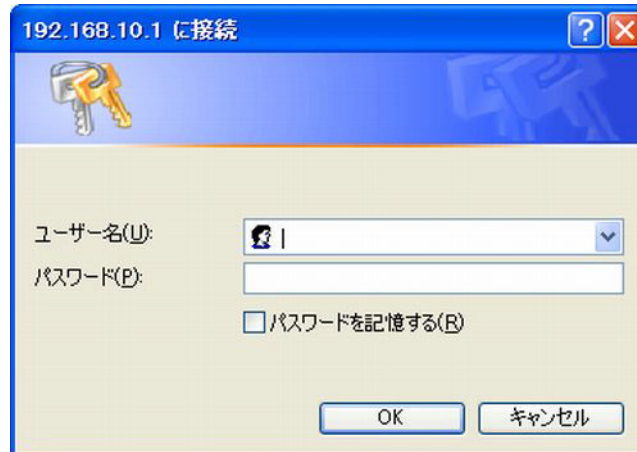 192.168.10.1 に接続
ユーザー名(U):
パスワード(P):
パスワードを記憶する(R)
OK
キャンセル